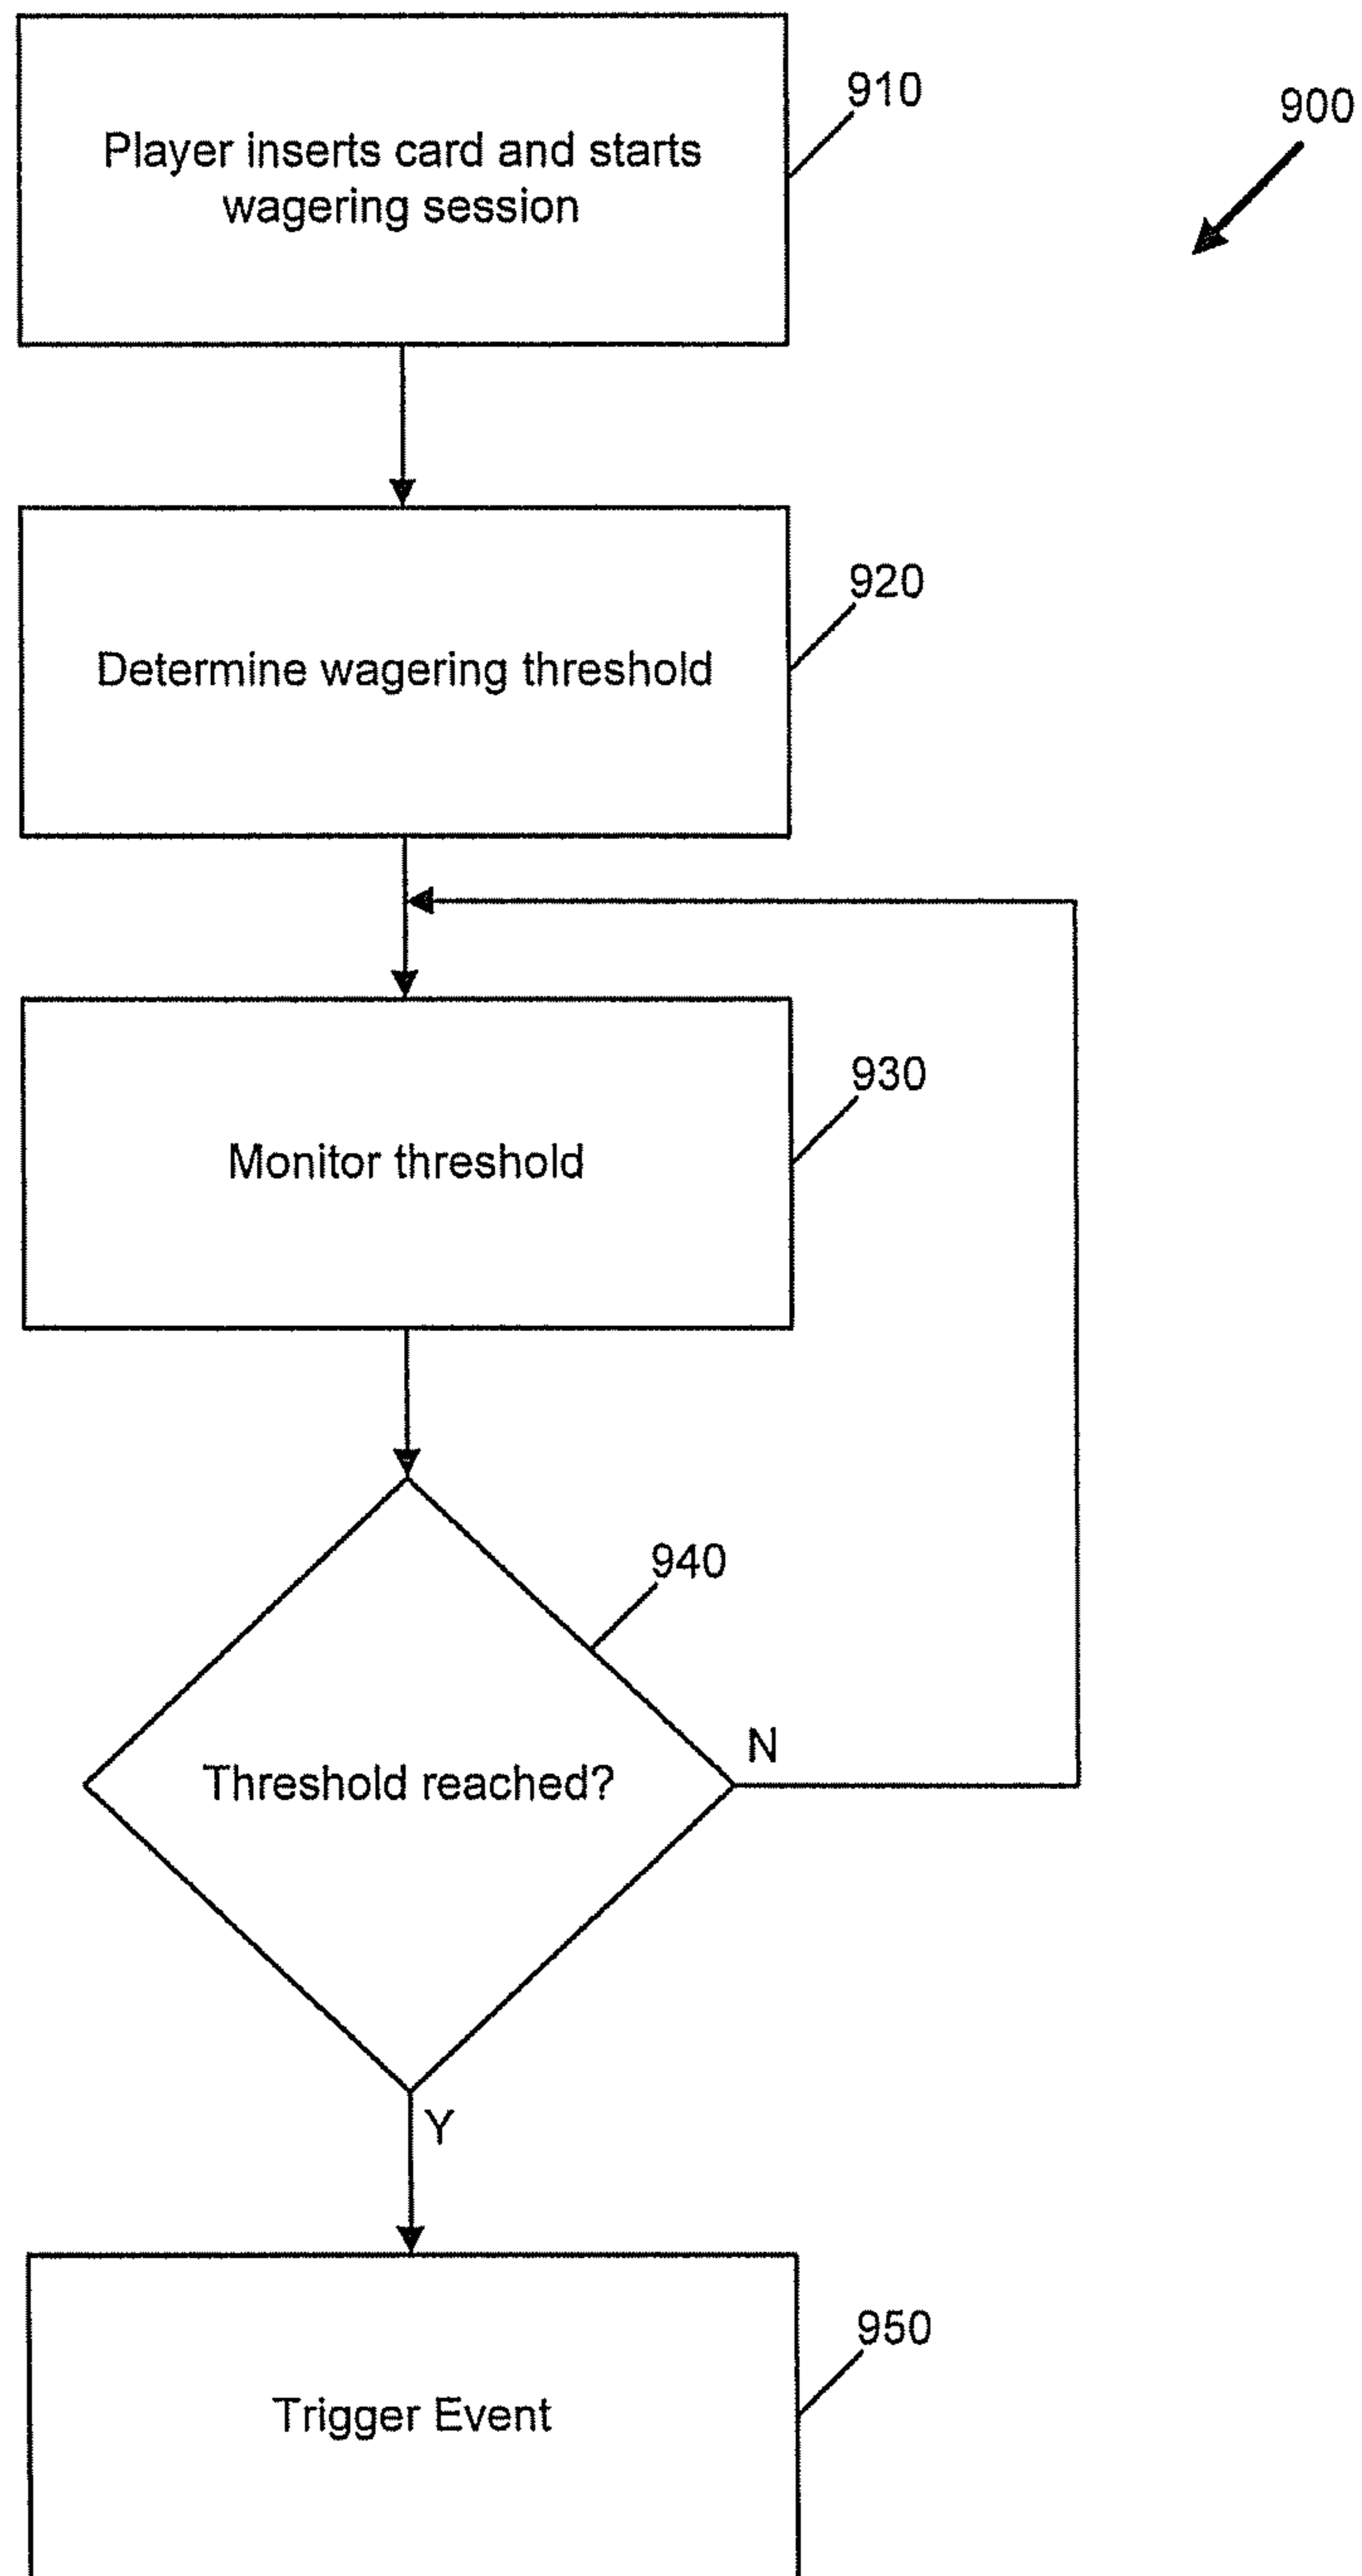 910
900
Player inserts card and starts
wagering session
920
Determine wagering threshold
930
Monitor threshold
940
N
Threshold reached?
Y
950
Trigger Event